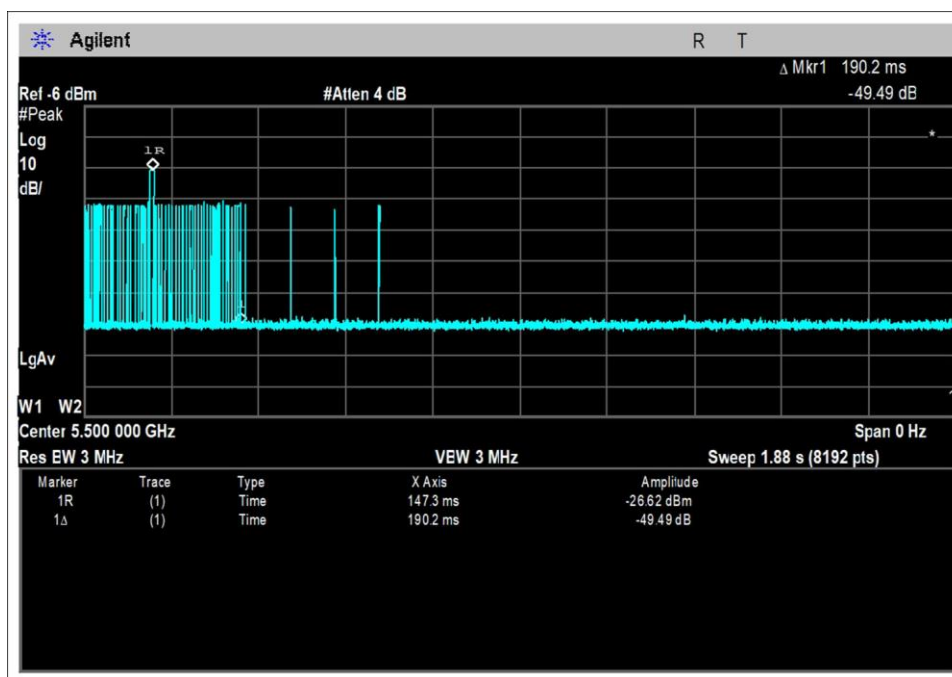 Agilent R T
Δ Mkr1 190.2 ms
Ref -6 dBm #Atten 4 dB -49.49 dB
#Peak
Log
10
dB/
1R
*
1
LgAv
W1 W2
Center 5.500 000 GHz Span 0 Hz
Res BW 3 MHz VBW 3 MHz Sweep 1.88 s (8192 pts)
Marker Trace Type X Axis Amplitude
1R (1) Time 147.3 ms -26.62 dBm
1Δ (1) Time 190.2 ms -49.49 dB